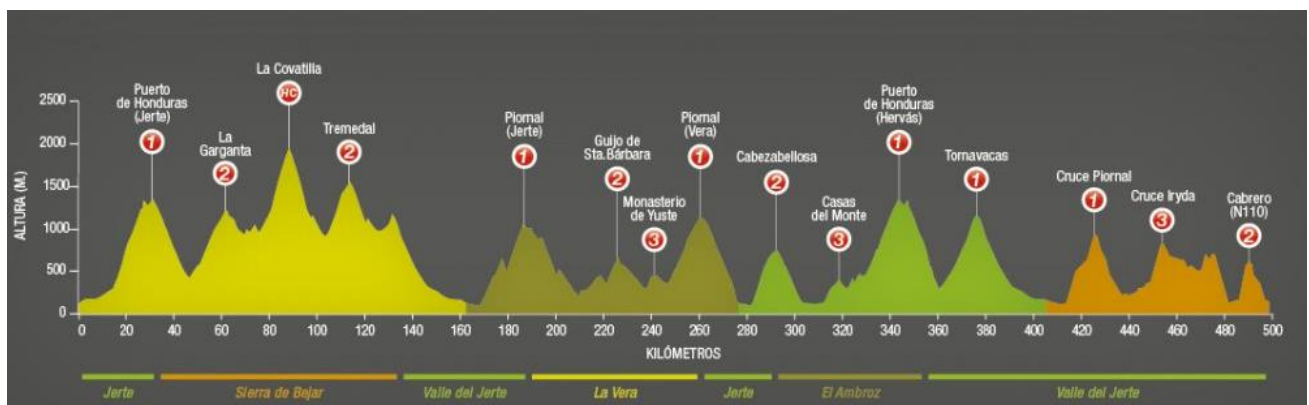 La Covatilla
HC
Puerto
de Honduras
(Jerte)
1
La
Garganta
2
Tremedal
2
Piornal
(Jerte)
1
Guijo de
Sta.Bárbara
2
Monasterio
de Yuste
3
Piornal
(Vera)
1
Cabezabellosa
2
Casas
del Monte
3
Puerto
de Honduras
(Hervás)
1
Tornavacas
1
Cruce Piornal
1
Cruce Iryda
3
Cabrero
(N110)
2
ALTURA (M.)
2500
2000
1500
1000
500
0
0 20 40 60 80 100 120 140 160 180 200 220 240 260 280 300 320 340 360 380 400 420 440 460 480 500
KILÓMETROS
Jerte Sierra de Bejar Valle del Jerte La Vera Jerte El Ambroz Valle del Jerte